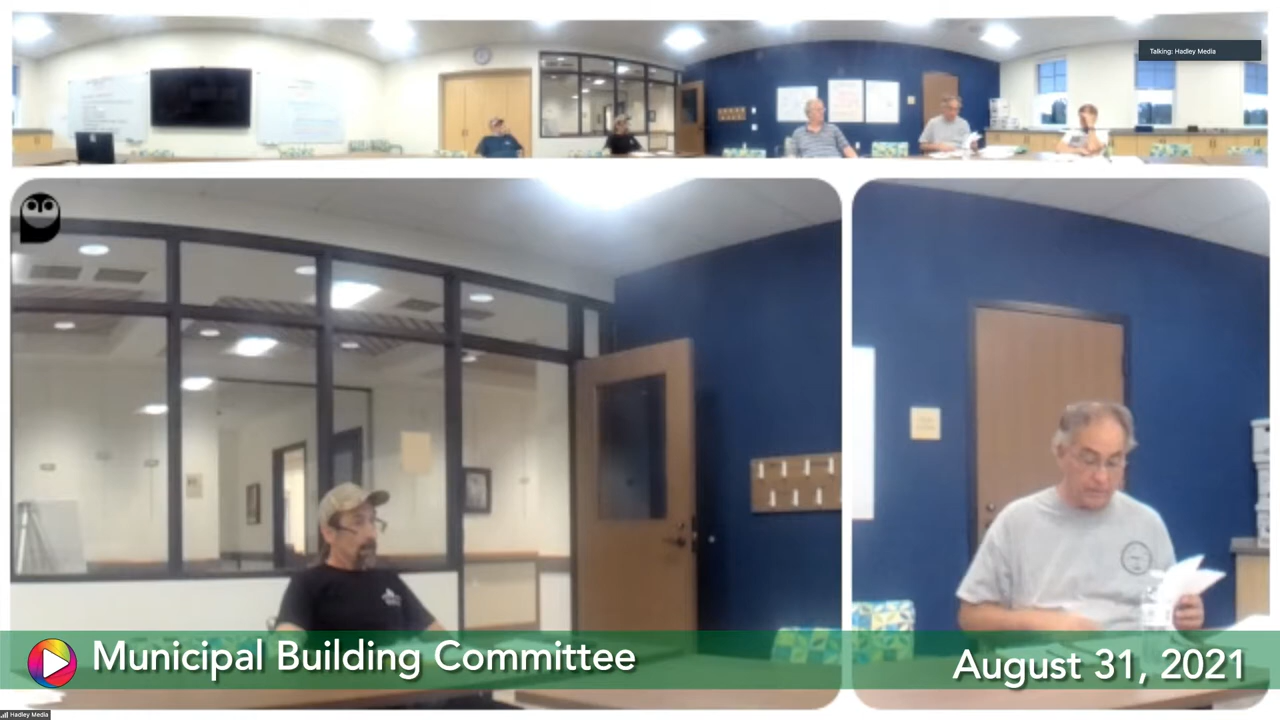 Talking: Hadley Media
Municipal Building Committee
August 31, 2021
Hadley Media